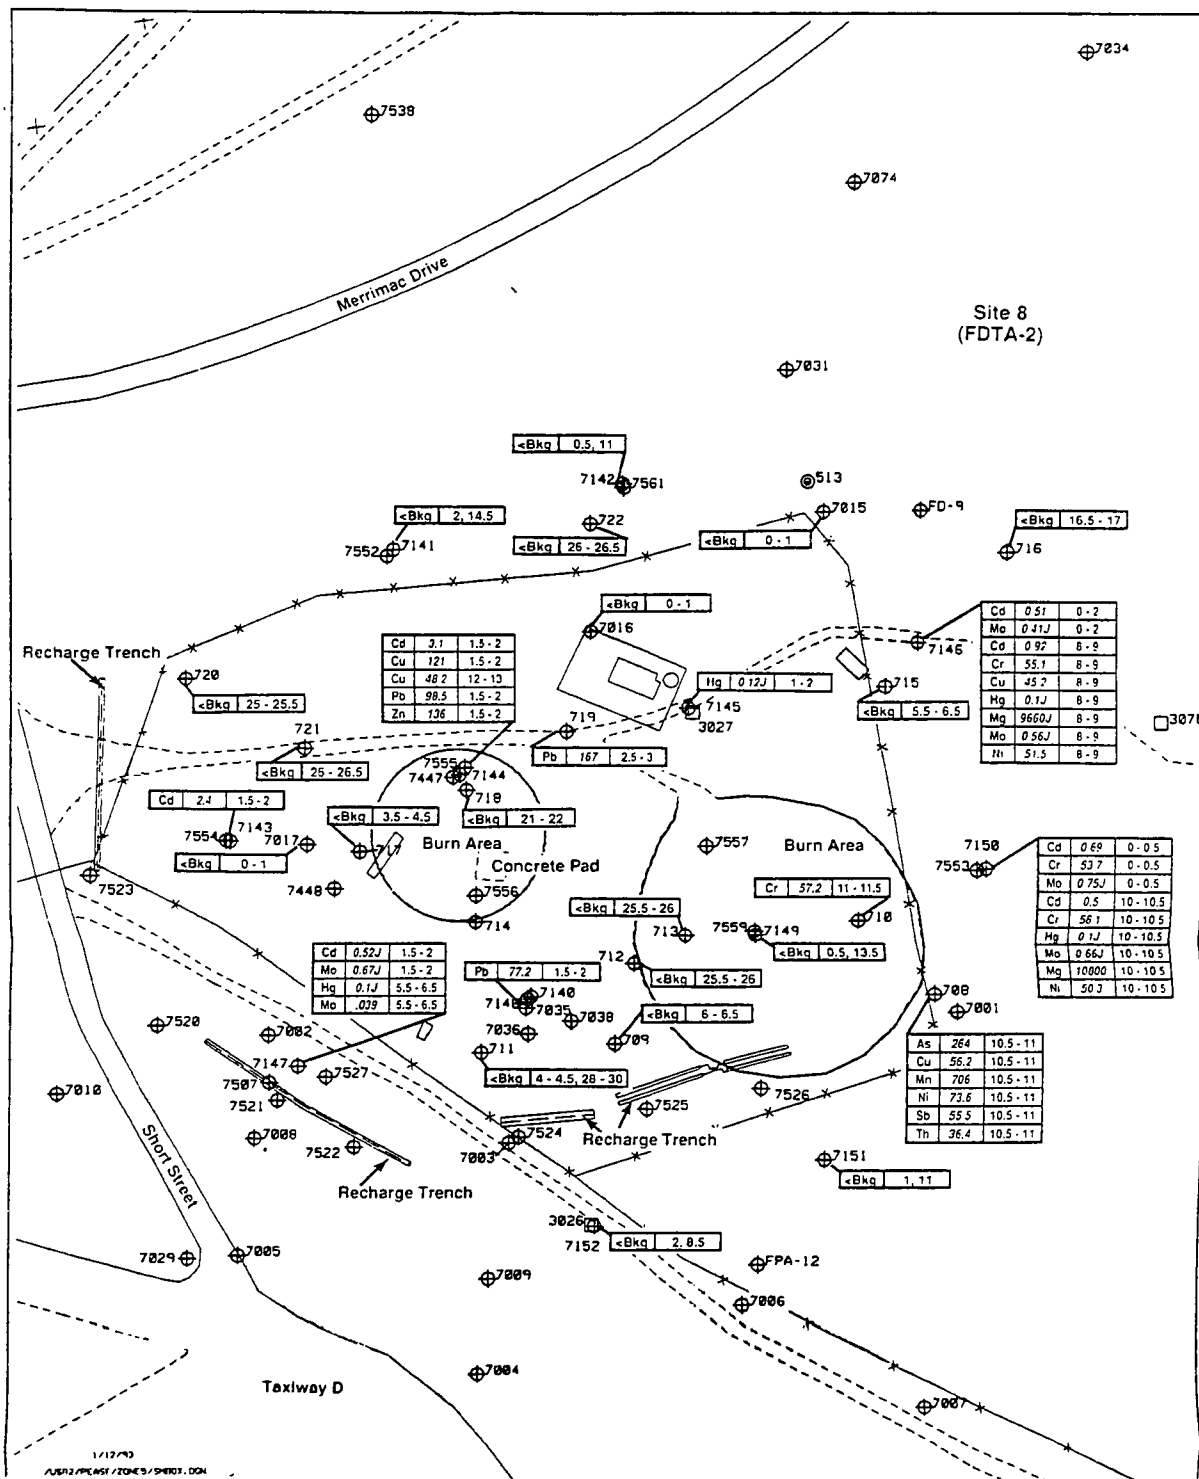 7034
7538
7074
Merrimac Drive
Site 8
(FDTA-2)
7031
<Bkg 0.5, 11
7142
7561
513
<Bkg 2, 14.5
722
7015
FD-9
<Bkg 16.5 - 17
7552
7141
<Bkg 26 - 26.5
<Bkg 0 - 1
716
<Bkg 0 - 1
7016
Cd 0.51 0 - 2
Mo 0.41J 0 - 2
Cd 0.92 8 - 9
Cr 55.1 8 - 9
Cu 45.2 8 - 9
Hg 0.1J 8 - 9
Mg 9660J 8 - 9
Mo 0.56J 8 - 9
Ni 51.5 8 - 9
7146
Recharge Trench
Cd 3.1 1.5 - 2
Cu 121 1.5 - 2
Cu 48.2 12 - 13
Pb 98.5 1.5 - 2
Zn 136 1.5 - 2
720
<Bkg 25 - 25.5
Hg 0.12J 1 - 2
7145
3027
715
<Bkg 5.5 - 6.5
721
719
<Bkg 25 - 26.5
Pb 167 2.5 - 3
7555
7447
7144
718
Cd 2.4 1.5 - 2
<Bkg 3.5 - 4.5
<Bkg 21 - 22
7554
7143
7017
717
Burn Area
7557
Burn Area
<Bkg 0 - 1
Concrete Pad
7150
7553
Cd 0.69 0 - 0.5
Cr 53.7 0 - 0.5
Mo 0.75J 0 - 0.5
Cd 0.5 10 - 10.5
Cr 56.1 10 - 10.5
Hg 0.1J 10 - 10.5
Mo 0.66J 10 - 10.5
Mg 10800 10 - 10.5
Ni 50.3 10 - 10.5
7523
7448
7556
Cr 57.2 11 - 11.5
714
<Bkg 25.5 - 26
710
713
7559
7149
<Bkg 0.5, 13.5
Cd 0.52J 1.5 - 2
Mo 0.67J 1.5 - 2
Hg 0.1J 5.5 - 6.5
Mo .039 5.5 - 6.5
712
Pb 77.2 1.5 - 2
<Bkg 25.5 - 26
7140
7035
708
7001
7520
7002
7036
7038
<Bkg 6 - 6.5
709
711
As 264 10.5 - 11
Cu 56.2 10.5 - 11
Mn 706 10.5 - 11
Ni 73.6 10.5 - 11
Sb 55.5 10.5 - 11
Th 36.4 10.5 - 11
7147
7527
<Bkg 4 - 4.5, 28 - 30
7507
7010
7521
7525
7526
7008
7522
7524
7003
Recharge Trench
Short Street
Recharge Trench
7151
<Bkg 1, 11
3026
7152
<Bkg 2, 8.5
7029
7005
7009
FPA-12
7006
7004
Taxiway D
7007
1/12/93